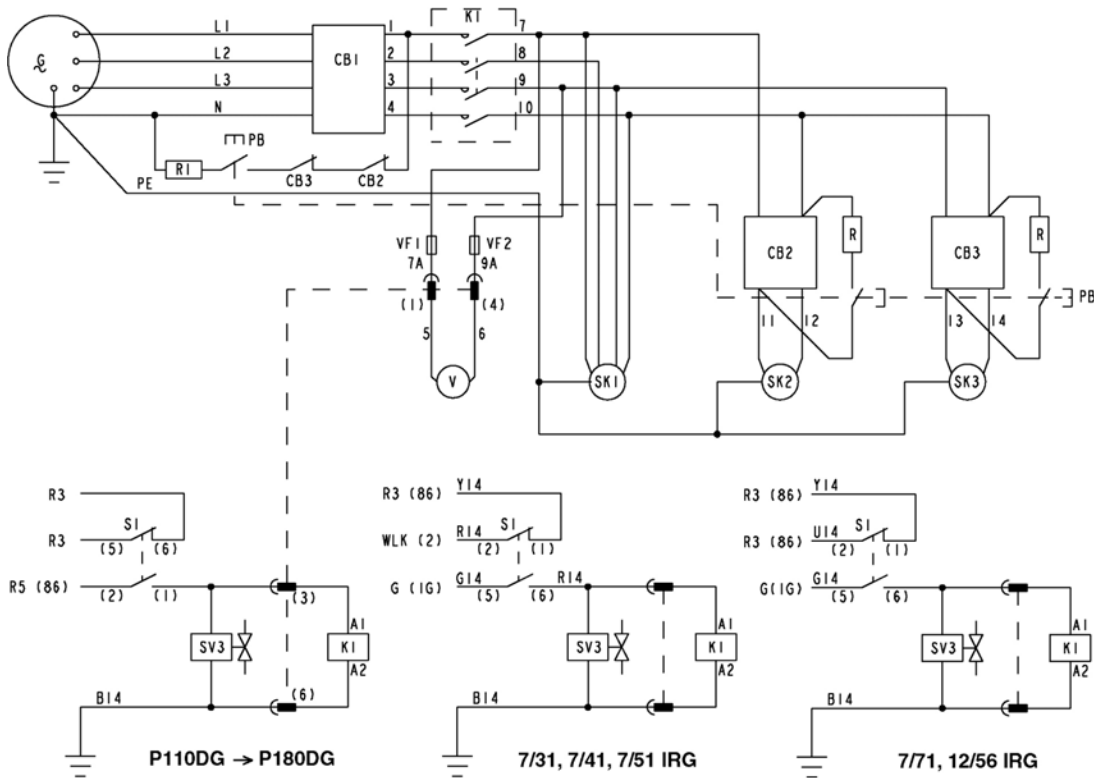 L1 1 K1 7
L2 2 8
G CB1
L3 3 9
N 4 10
PB
R1 CB3 CB2
PE
VF1 VF2 CB2 R CB3 R
7A 9A
(1) (4) PB
5 6 11 12 13 14
V SK1 SK2 SK3
R3 R3 (86) Y14 R3 (86) Y14
R3 S1 WLK (2) R14 S1 R3 (86) U14 S1
(5) (6) (2) (1) (2) (1)
R5 (86) G (1G) G14 R14 G(1G) G14
(2) (1) (3) (5) (6) (5) (6)
A1 A1 A1
SV3 K1 SV3 K1 SV3 K1
A2 A2 A2
B14 (6) B14 B14
P110DG → P180DG 7/31, 7/41, 7/51 IRG 7/71, 12/56 IRG